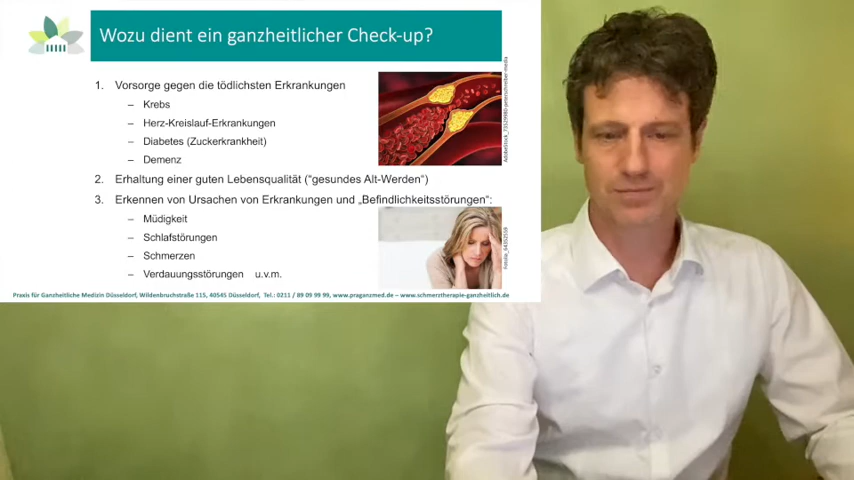 Wozu dient ein ganzheitlicher Check-up?
1. Vorsorge gegen die tödlichsten Erkrankungen
– Krebs
– Herz-Kreislauf-Erkrankungen
– Diabetes (Zuckerkrankheit)
– Demenz
2. Erhaltung einer guten Lebensqualität ("gesundes Alt-Werden")
3. Erkennen von Ursachen von Erkrankungen und „Befindlichkeitsstörungen“:
– Müdigkeit
– Schlafstörungen
– Schmerzen
– Verdauungsstörungen u.v.m.
Praxis für Ganzheitliche Medizin Düsseldorf, Wildenbruchstraße 115, 40545 Düsseldorf, Tel.: 0211 / 89 09 99 99, www.praganzmed.de – www.schmerztherapie-ganzheitlich.de